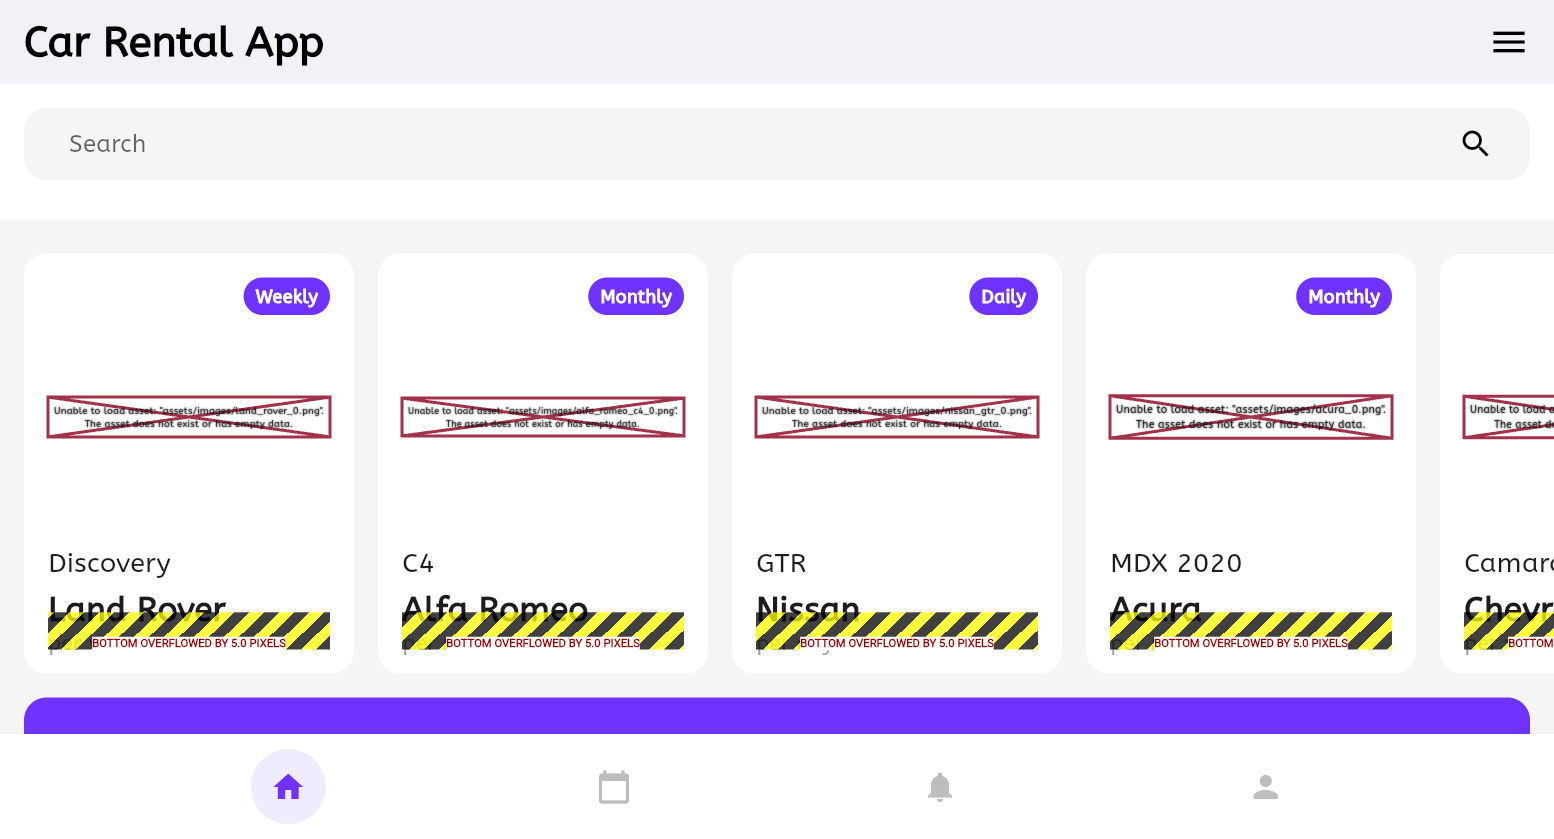 Car Rental App
Search
Weekly
Unable to load asset: "assets/images/land_rover_0.png".
The asset does not exist or has empty data.
Discovery
Land Rover
BOTTOM OVERFLOWED BY 5.0 PIXELS
Monthly
Unable to load asset: "assets/images/alfa_romeo_c4_0.png".
The asset does not exist or has empty data.
C4
Alfa Romeo
BOTTOM OVERFLOWED BY 5.0 PIXELS
Daily
Unable to load asset: "assets/images/nissan_gtr_0.png".
The asset does not exist or has empty data.
GTR
Nissan
BOTTOM OVERFLOWED BY 5.0 PIXELS
Monthly
Unable to load asset: "assets/images/acura_0.png".
The asset does not exist or has empty data.
MDX 2020
Acura
BOTTOM OVERFLOWED BY 5.0 PIXELS
Unable to load
The asset
Camaro
Chevr
BOTTOM